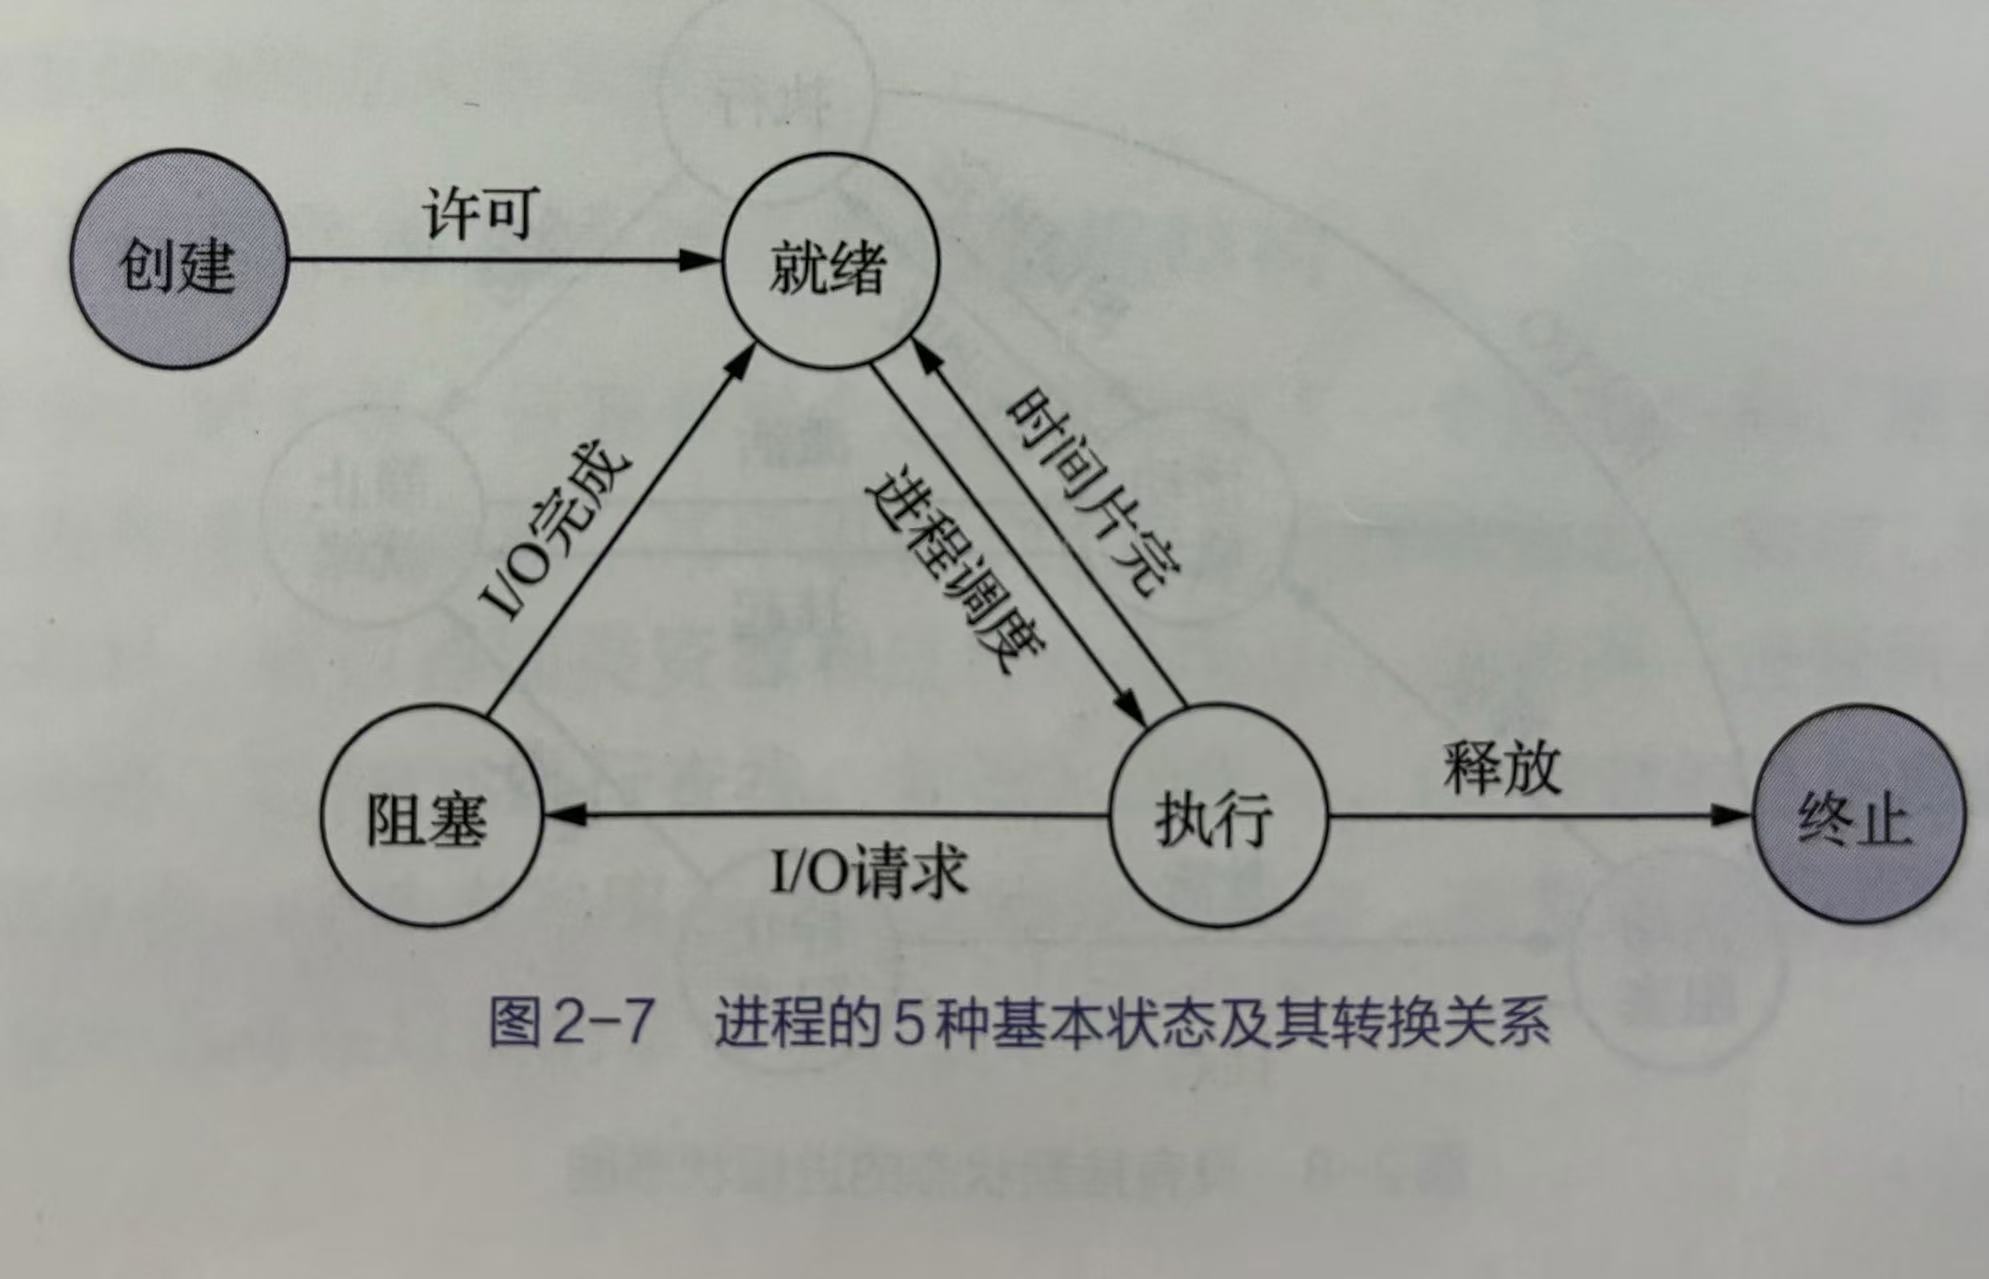 创建
许可
就绪
I/O完成
进程调度
时间片完
阻塞
I/O请求
执行
释放
终止
图2-7 进程的5种基本状态及其转换关系